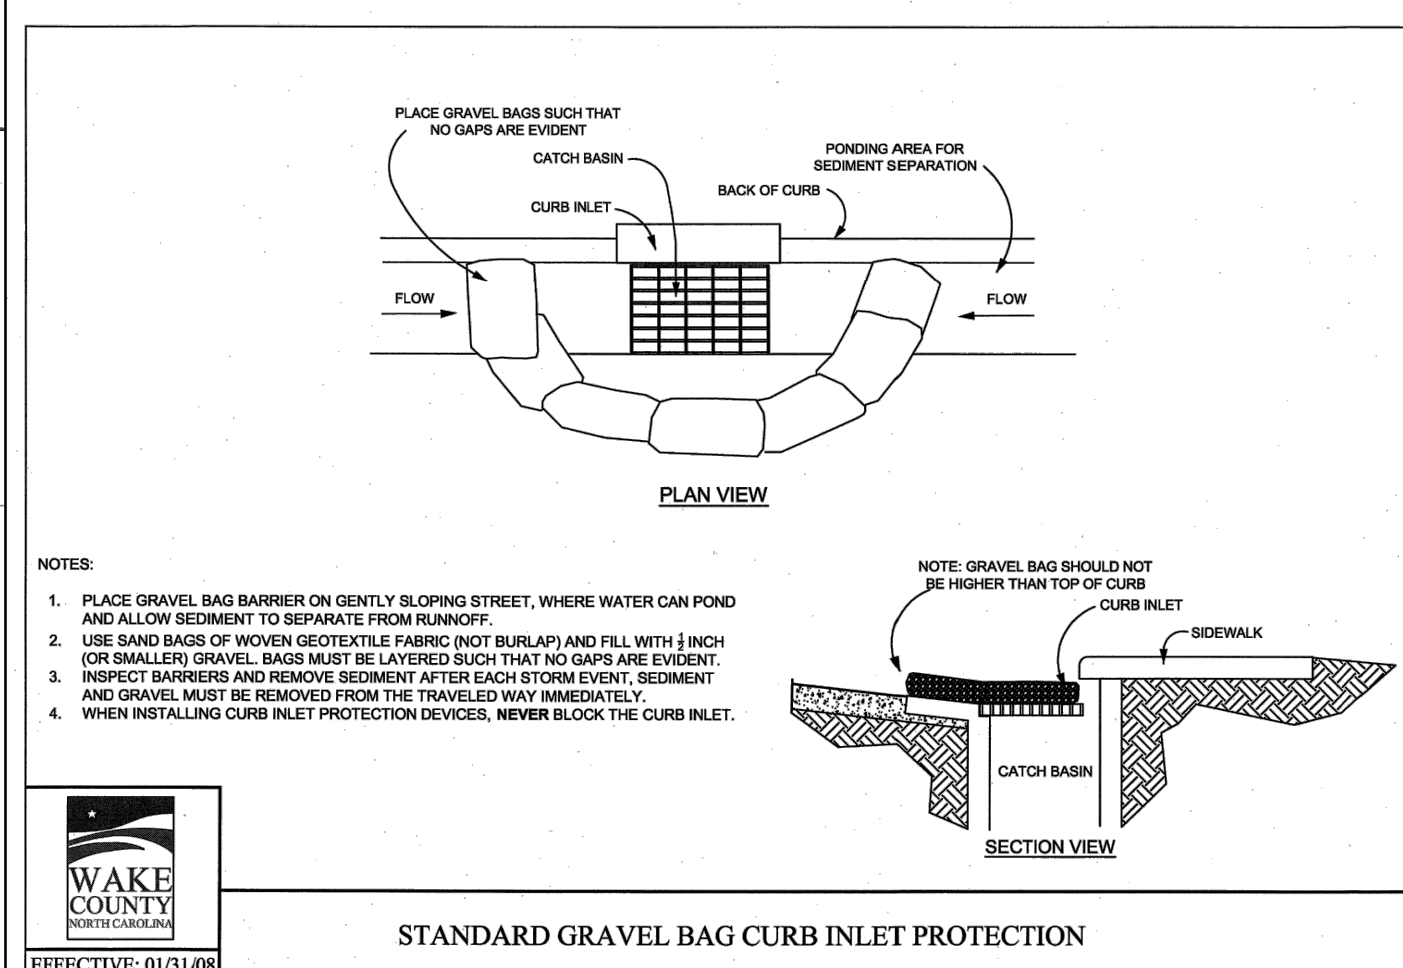 PLACE GRAVEL BAGS SUCH THAT
NO GAPS ARE EVIDENT
CATCH BASIN
CURB INLET
BACK OF CURB
PONDING AREA FOR
SEDIMENT SEPARATION
FLOW
FLOW
PLAN VIEW
NOTES:
1. PLACE GRAVEL BAG BARRIER ON GENTLY SLOPING STREET, WHERE WATER CAN POND
AND ALLOW SEDIMENT TO SEPARATE FROM RUNNOFF.
2. USE SAND BAGS OF WOVEN GEOTEXTILE FABRIC (NOT BURLAP) AND FILL WITH ½ INCH
(OR SMALLER) GRAVEL. BAGS MUST BE LAYERED SUCH THAT NO GAPS ARE EVIDENT.
3. INSPECT BARRIERS AND REMOVE SEDIMENT AFTER EACH STORM EVENT, SEDIMENT
AND GRAVEL MUST BE REMOVED FROM THE TRAVELED WAY IMMEDIATELY.
4. WHEN INSTALLING CURB INLET PROTECTION DEVICES, NEVER BLOCK THE CURB INLET.
NOTE: GRAVEL BAG SHOULD NOT
BE HIGHER THAN TOP OF CURB
CURB INLET
SIDEWALK
CATCH BASIN
SECTION VIEW
WAKE
COUNTY
NORTH CAROLINA
STANDARD GRAVEL BAG CURB INLET PROTECTION
EFFECTIVE: 01/31/08